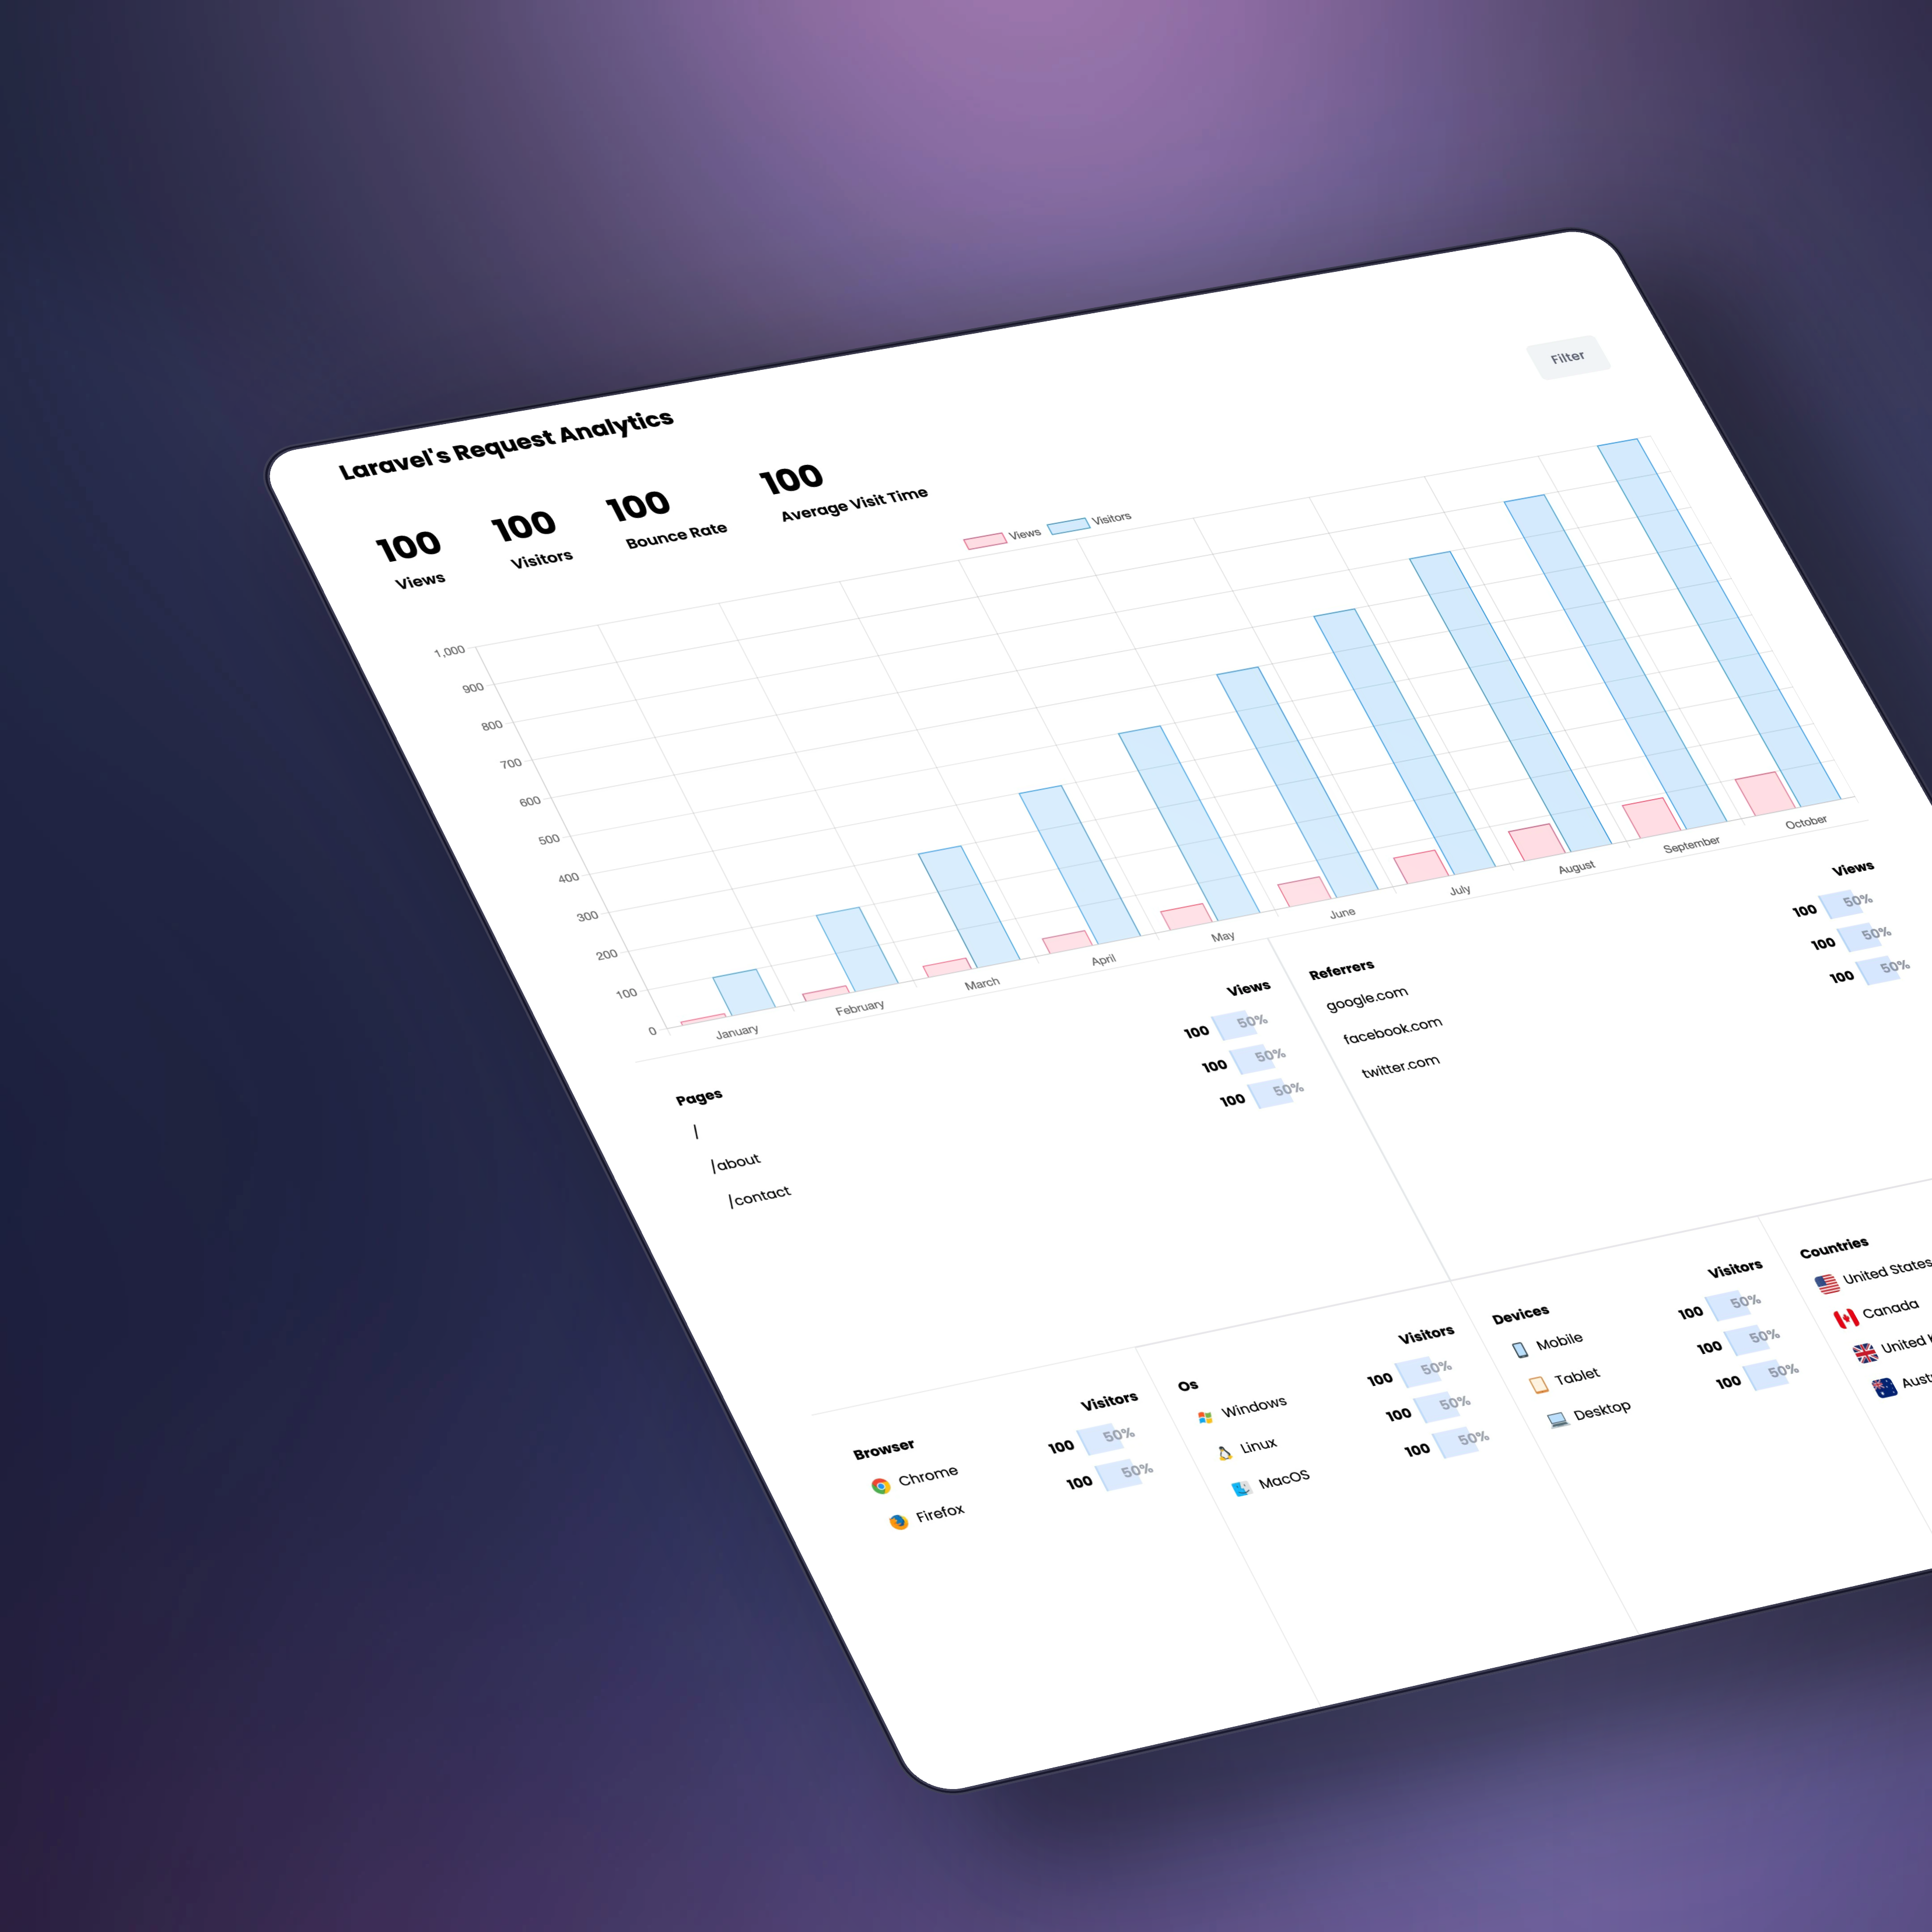 Laravel's Request Analytics
Filter
100
Views
100
Visitors
100
Bounce Rate
100
Average Visit Time
Views
Visitors
1,000
900
800
700
600
500
400
300
200
100
0
January
February
March
April
May
June
July
August
September
October
Pages
Views
/
100
50%
/about
100
50%
/contact
100
50%
Referrers
Views
google.com
100
50%
facebook.com
100
50%
twitter.com
100
50%
Browser
Visitors
Chrome
100
50%
Firefox
100
50%
Os
Visitors
Windows
100
50%
Linux
100
50%
MacOS
100
50%
Devices
Visitors
Mobile
100
50%
Tablet
100
50%
Desktop
100
50%
Countries
United States
Canada
United